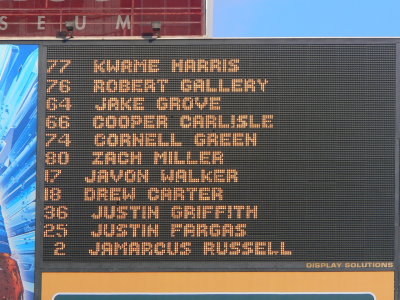 SEUM
77 KWAME HARRIS
76 ROBERT GALLERY
64 JAKE GROVE
66 COOPER CARLISLE
74 CORNELL GREEN
80 ZACH MILLER
17 JAVON WALKER
18 DREW CARTER
36 JUSTIN GRIFFITH
25 JUSTIN FARGAS
2 JAMARCUS RUSSELL
DISPLAY SOLUTIONS